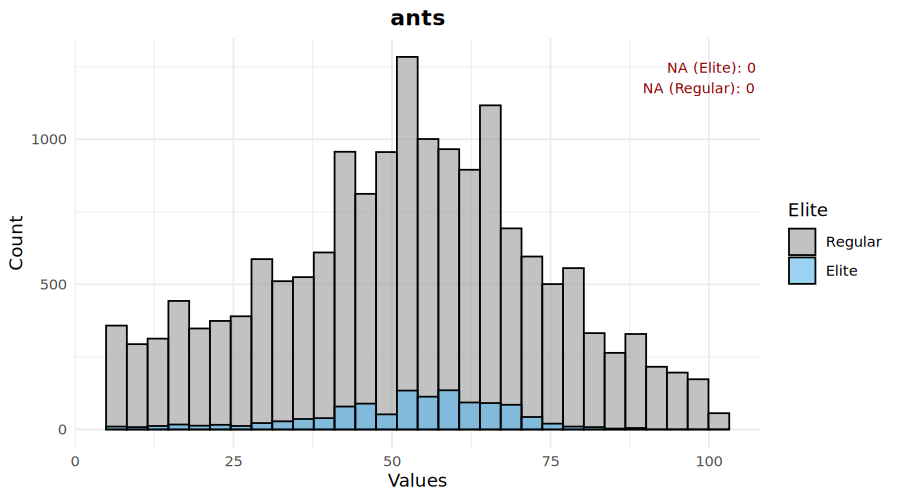 ants
NA (Elite): 0
NA (Regular): 0
1000
500
0
Count
0 25 50 75 100
Values
Elite
Regular
Elite